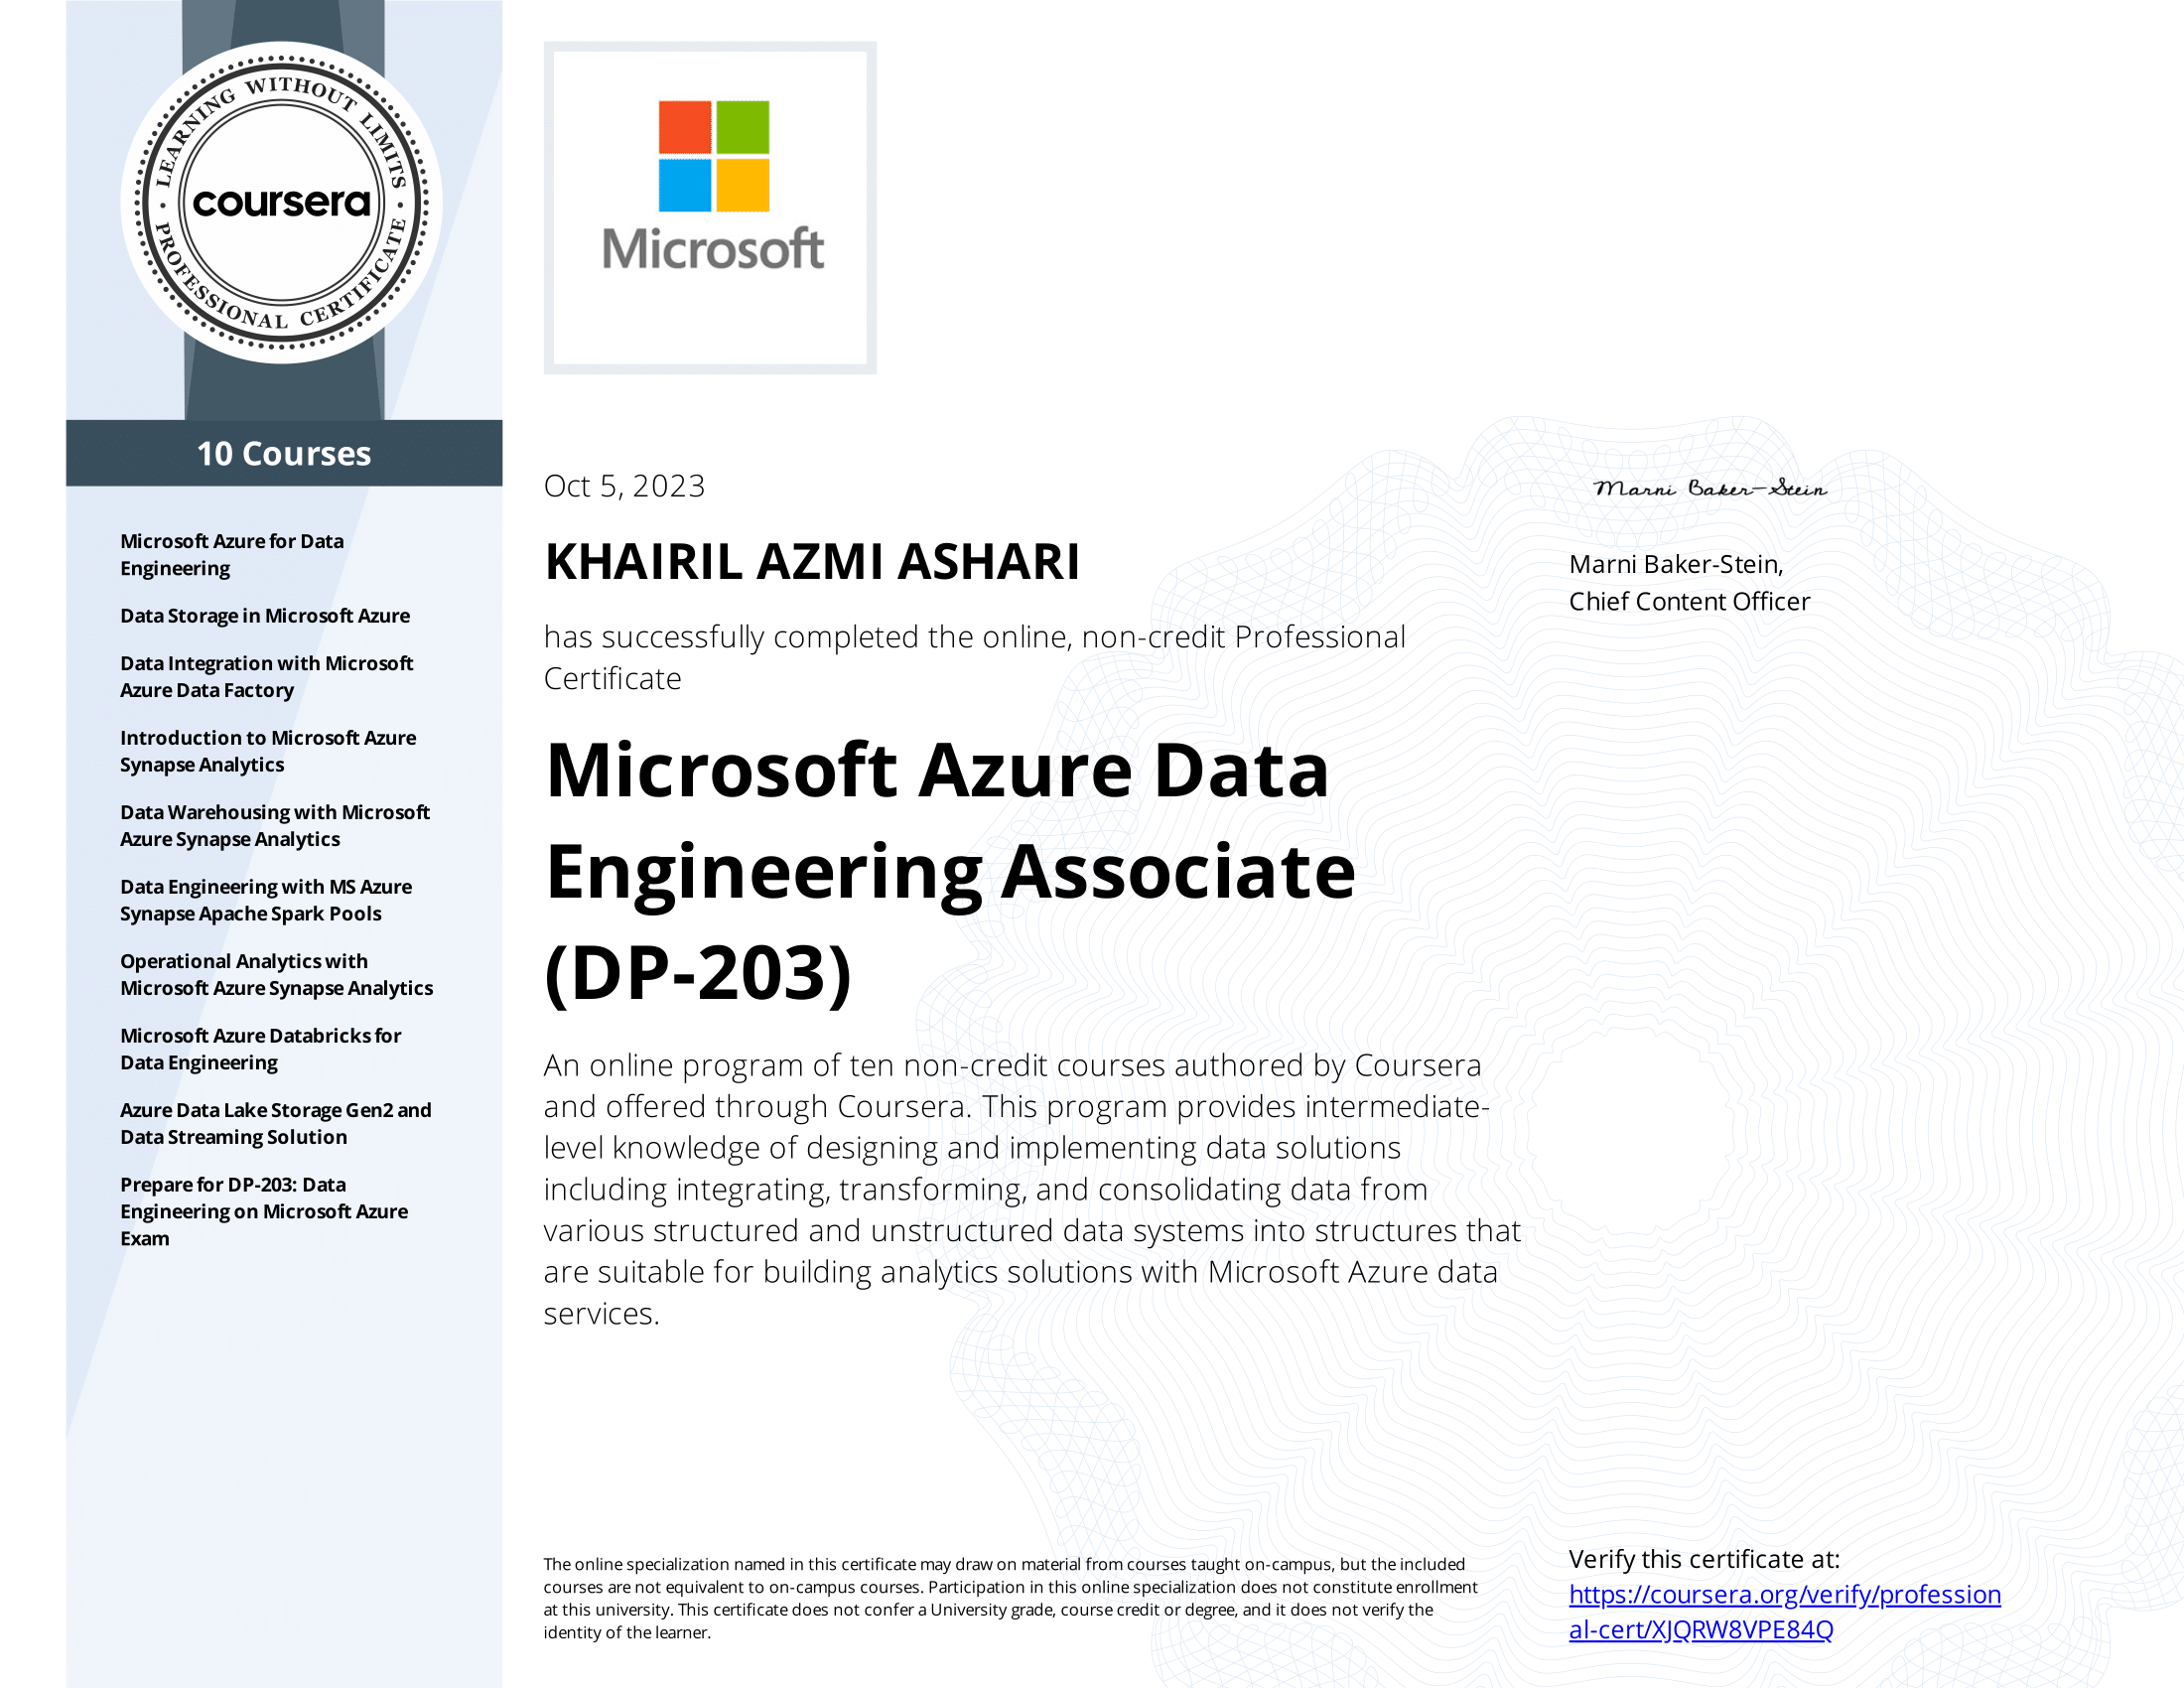 LEARNING WITHOUT LIMITS
coursera
PROFESSIONAL CERTIFICATE
10 Courses
Microsoft Azure for Data
Engineering
Data Storage in Microsoft Azure
Data Integration with Microsoft
Azure Data Factory
Introduction to Microsoft Azure
Synapse Analytics
Data Warehousing with Microsoft
Azure Synapse Analytics
Data Engineering with MS Azure
Synapse Apache Spark Pools
Operational Analytics with
Microsoft Azure Synapse Analytics
Microsoft Azure Databricks for
Data Engineering
Azure Data Lake Storage Gen2 and
Data Streaming Solution
Prepare for DP-203: Data
Engineering on Microsoft Azure
Exam
Microsoft
Oct 5, 2023
KHAIRIL AZMI ASHARI
has successfully completed the online, non-credit Professional
Certificate
Microsoft Azure Data
Engineering Associate
(DP-203)
An online program of ten non-credit courses authored by Coursera
and offered through Coursera. This program provides intermediate-
level knowledge of designing and implementing data solutions
including integrating, transforming, and consolidating data from
various structured and unstructured data systems into structures that
are suitable for building analytics solutions with Microsoft Azure data
services.
Marni Baker-Stein
Marni Baker-Stein,
Chief Content Officer
The online specialization named in this certificate may draw on material from courses taught on-campus, but the included
courses are not equivalent to on-campus courses. Participation in this online specialization does not constitute enrollment
at this university. This certificate does not confer a University grade, course credit or degree, and it does not verify the
identity of the learner.
Verify this certificate at:
https://coursera.org/verify/profession
al-cert/XJQRW8VPE84Q